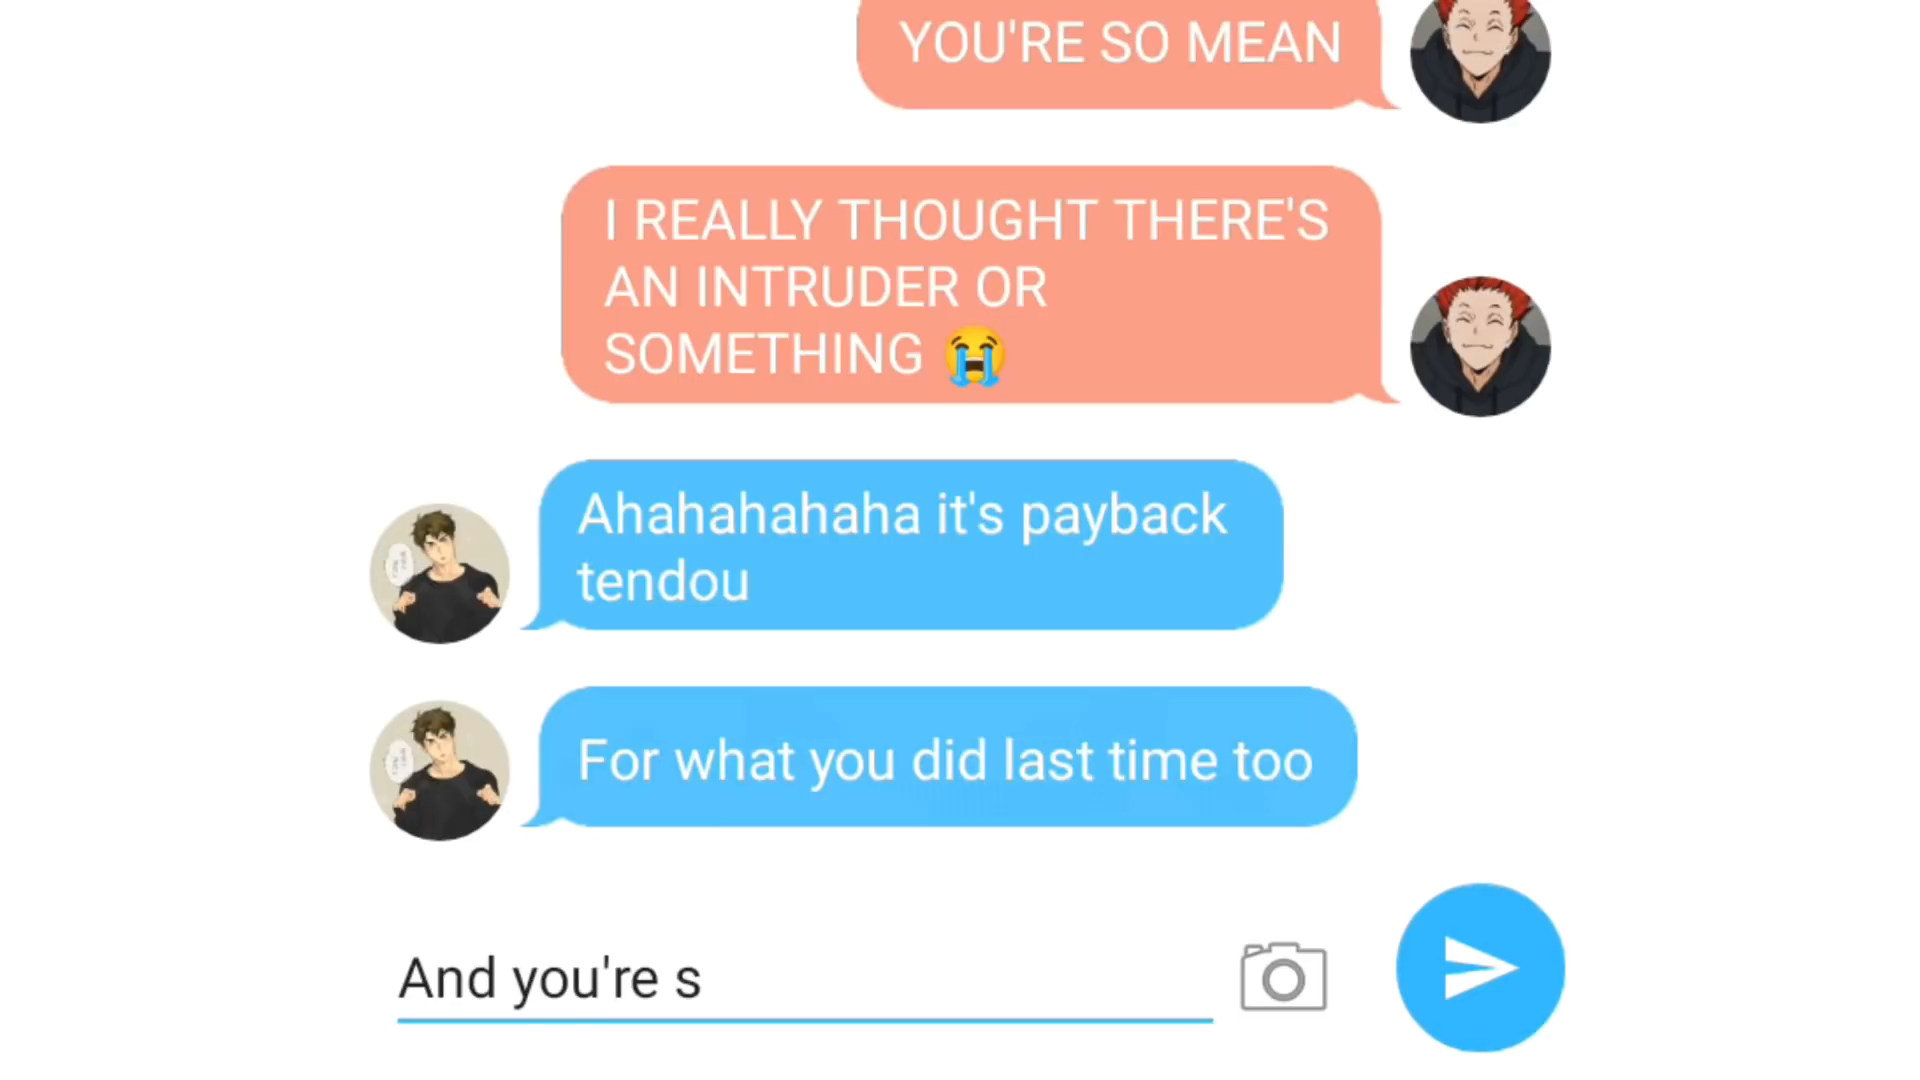 YOU'RE SO MEAN
I REALLY THOUGHT THERE'S
AN INTRUDER OR
SOMETHING 😭
Ahahahahaha it's payback
tendou
For what you did last time too
And you're s